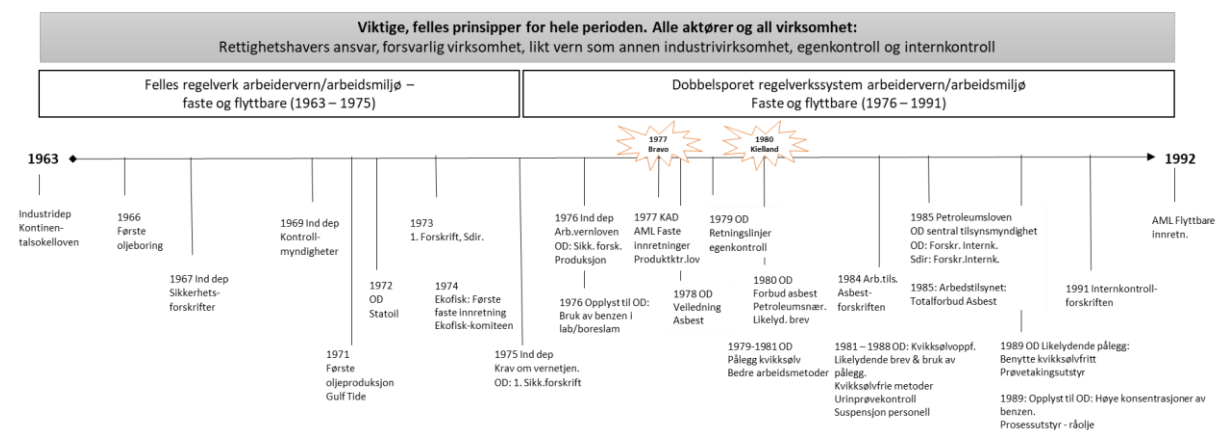 Viktige, felles prinsipper for hele perioden. Alle aktører og all virksomhet:
Rettighetshavers ansvar, forsvarlig virksomhet, likt vern som annen industrivirksomhet, egenkontroll og internkontroll
Felles regelverk arbeidervern/arbeidsmiljø –
faste og flyttbare (1963 – 1975)
Dobbelsporet regelverkssystem arbeidervern/arbeidsmiljø
Faste og flyttbare (1976 – 1991)
1963
1977
Bravo
1980
Kielland
1992
Industridep
Kontinen-
talsokelloven
1966
Første
oljeboring
1967 Ind dep
Sikkerhets-
forskrifter
1969 Ind dep
Kontroll-
myndigheter
1971
Første
oljeproduksjon
Gulf Tide
1972
OD
Statoil
1973
1. Forskrift, Sdir.
1974
Ekofisk: Første
faste innretning
Ekofisk-komiteen
1975 Ind dep
Krav om vernetjen.
OD: 1. Sikk.forskrift
1976 Ind dep
Arb.vernloven
OD: Sikk. forsk.
Produksjon
1976 Opplyst til OD:
Bruk av benzen i
lab/boreslam
1977 KAD
AML Faste
innretninger
Produktktr.lov
1978 OD
Veiledning
Asbest
1979 OD
Retningslinjer
egenkontroll
1980 OD
Forbud asbest
Petroleumsnær.
Likelyd. brev
1979-1981 OD
Pålegg kvikksølv
Bedre arbeidsmetoder
1984 Arb.tils.
Asbest-
forskriften
1981 – 1988 OD: Kvikksølvoppf.
Likelydende brev & bruk av
pålegg.
Kvikksølvfrie metoder
Urinprøvekontroll
Suspensjon personell
1985 Petroleumsloven
OD sentral tilsynsmyndighet
OD: Forskr. Internk.
Sdir: Forskr.Internk.
1985: Arbedstilsynet:
Totalforbud Asbest
1989 OD Likelydende pålegg:
Benytte kvikksølvfritt
Prøvetakingsutstyr
1989: Opplyst til OD: Høye konsentrasjoner av
benzen.
Prosessutstyr - råolje
1991 Internkontroll-
forskriften
AML Flyttbare
innretn.